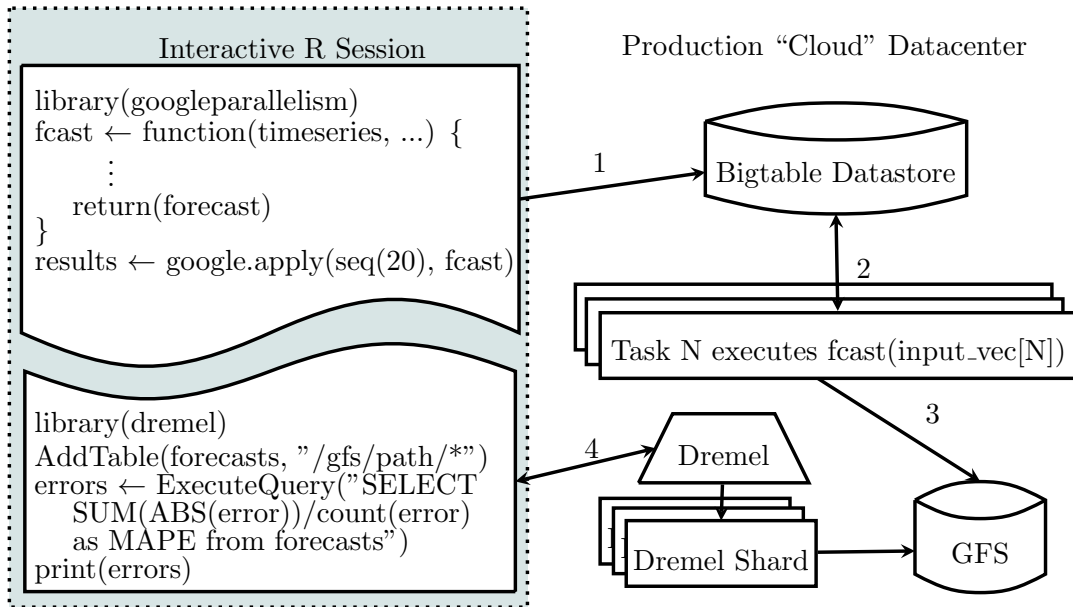 Interactive R Session
library(googleparallelism)
fcast ← function(timeseries, ...) {
⋮
return(forecast)
}
results ← google.apply(seq(20), fcast)
library(dremel)
AddTable(forecasts, "/gfs/path/*”)
errors ← ExecuteQuery("SELECT
SUM(ABS(error))/count(error)
as MAPE from forecasts”)
print(errors)
Production “Cloud” Datacenter
1
Bigtable Datastore
2
Task N executes fcast(input_vec[N])
3
4
Dremel
Dremel Shard
GFS